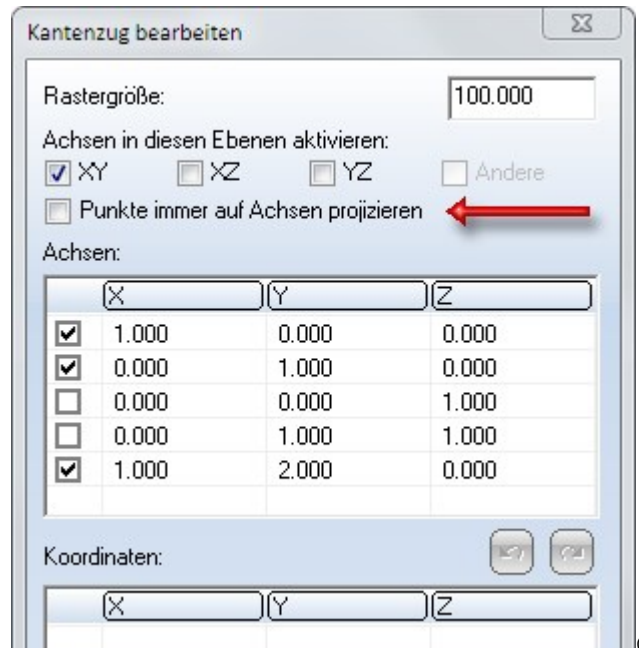 Kantenzug bearbeiten
Rastergröße: 100.000
Achsen in diesen Ebenen aktivieren:
XY XZ YZ Andere
Punkte immer auf Achsen projizieren
Achsen:
X Y Z
1.000 0.000 0.000
0.000 1.000 0.000
0.000 0.000 1.000
0.000 1.000 1.000
1.000 2.000 0.000
Koordinaten:
X Y Z